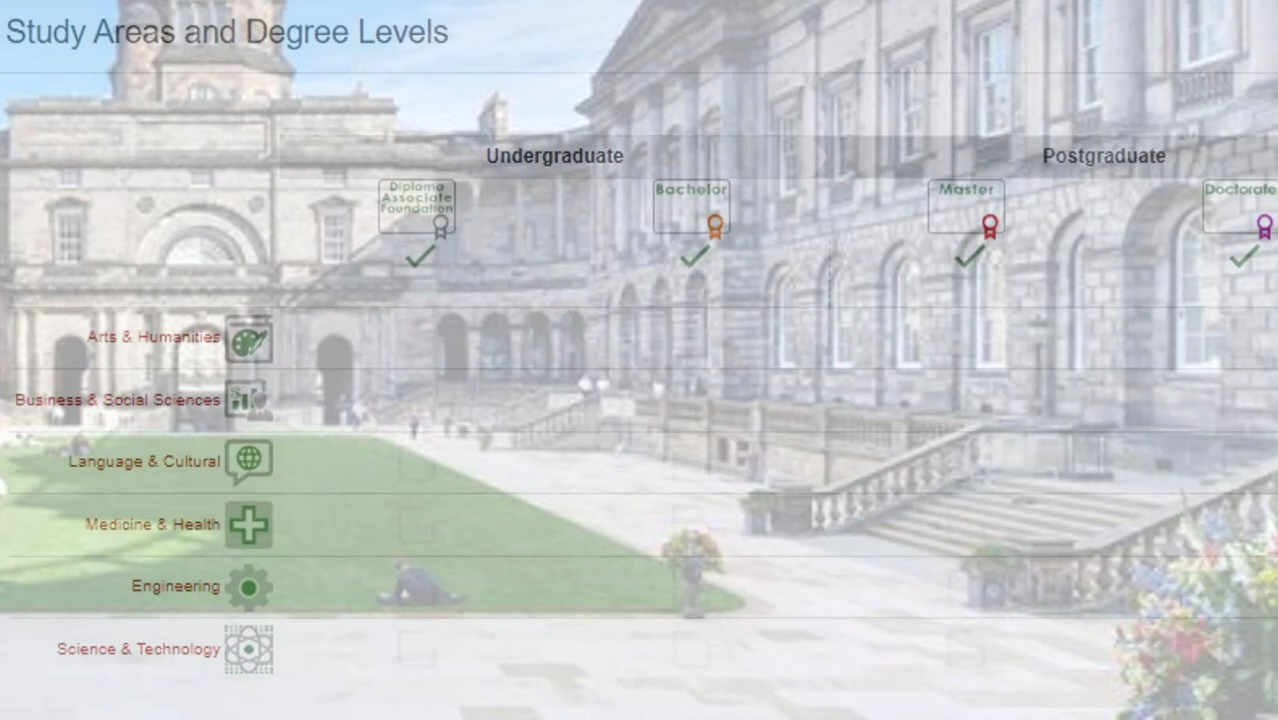 Study Areas and Degree Levels
Undergraduate
Postgraduate
Diploma
Associate
Foundation
Bachelor
Master
Doctorate
Arts & Humanities
Business & Social Sciences
Language & Cultural
Medicine & Health
Engineering
Science & Technology